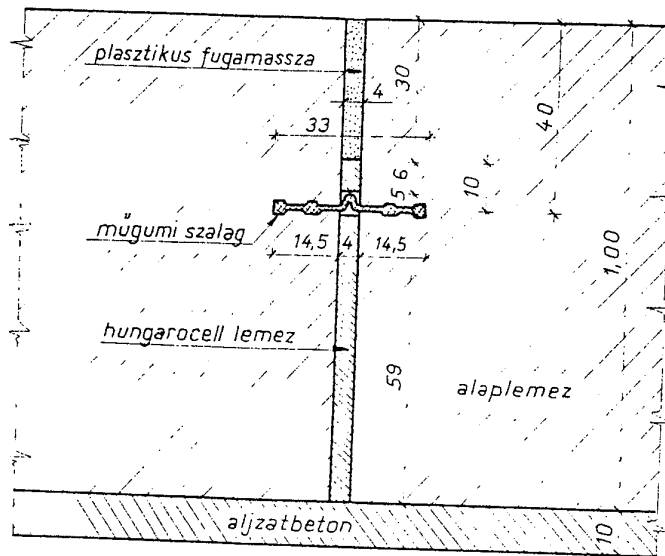 plasztikus fugamassza
4
30
33
40
6
5
10
műgumi szalag
14,5
4
14,5
1,00
hungarocell lemez
59
alaplemez
aljzatbeton
10